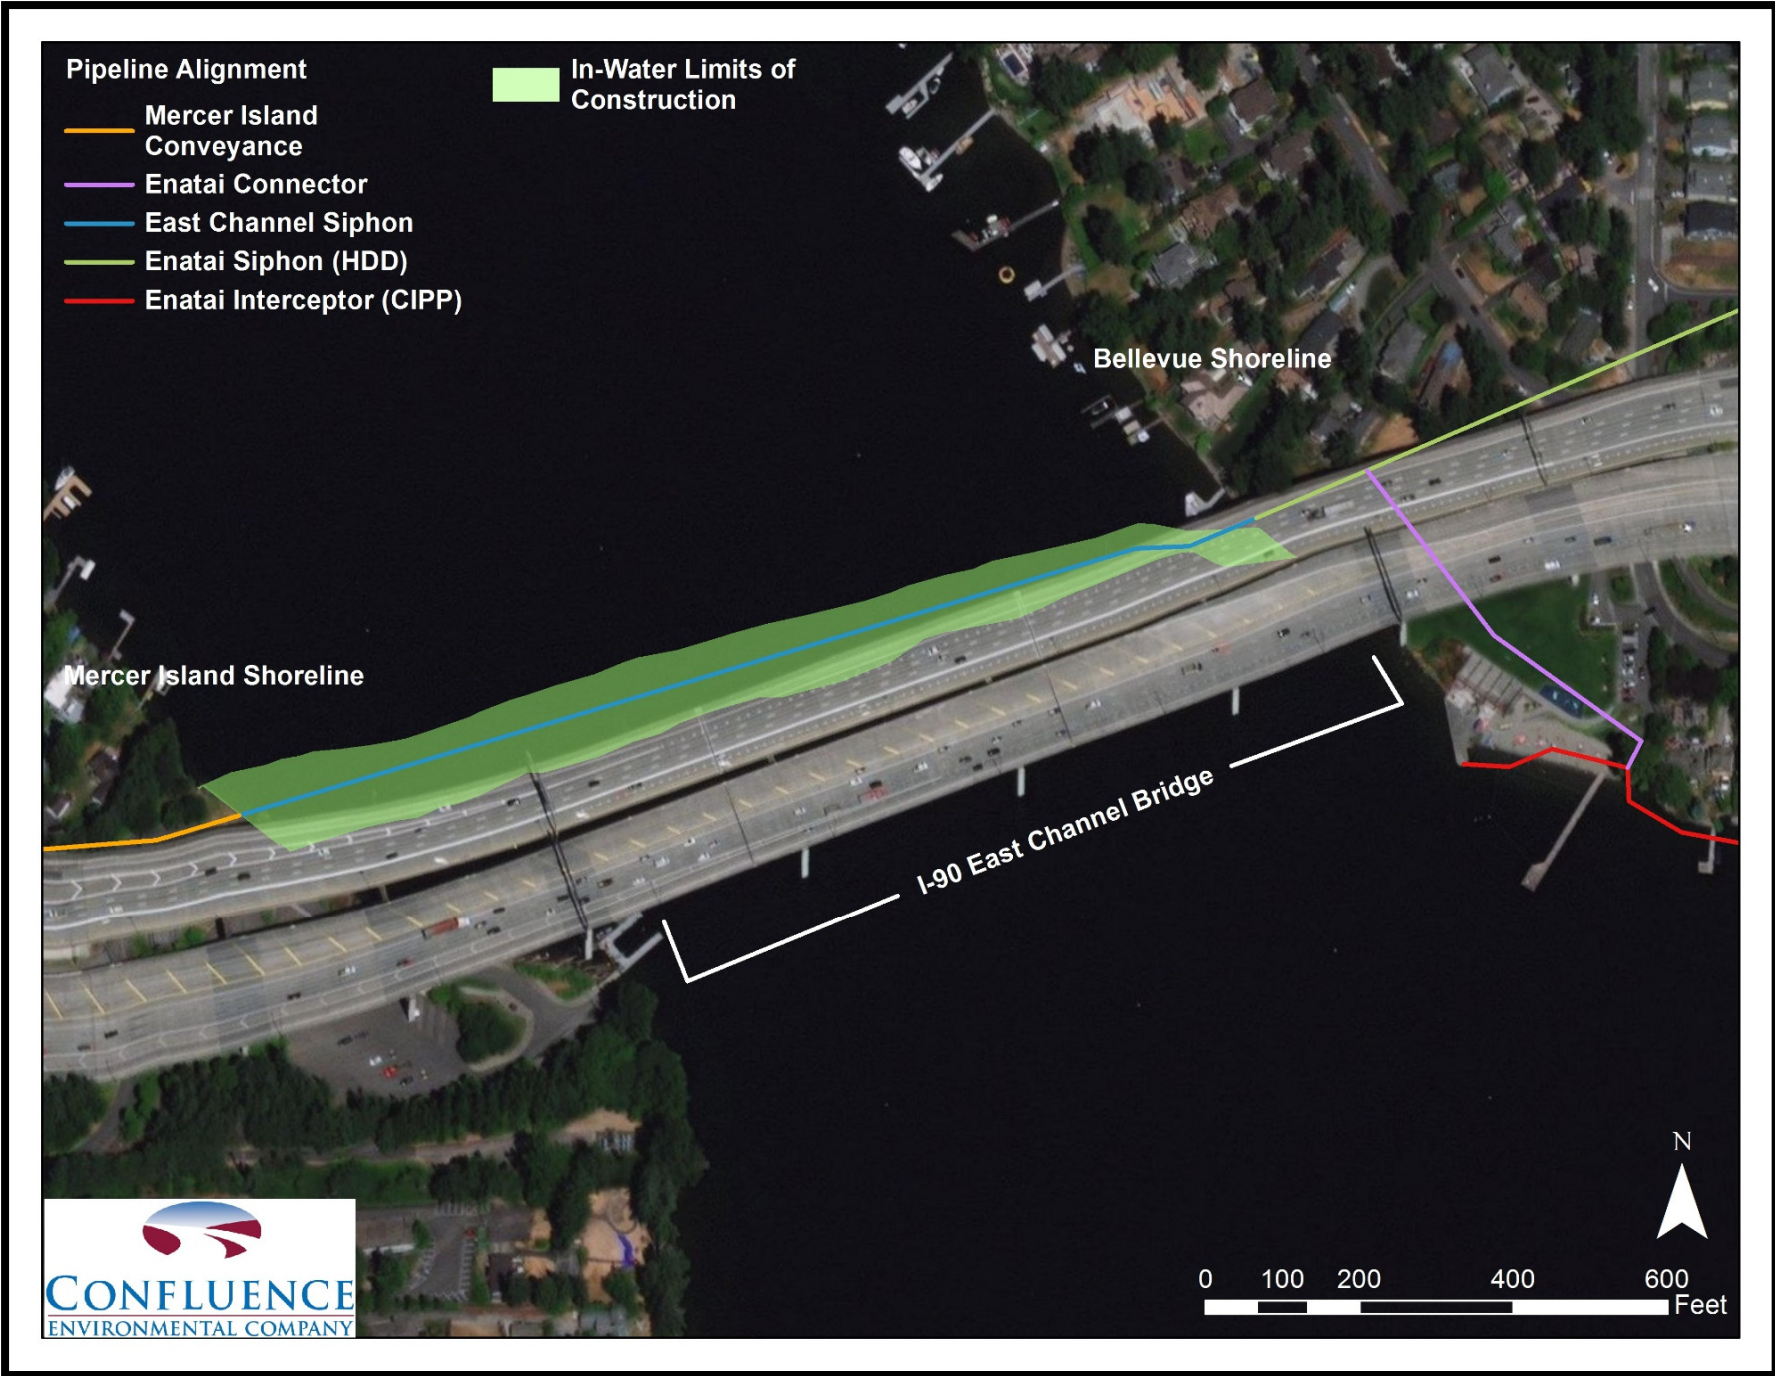 Pipeline Alignment
Mercer Island
Conveyance
Enatai Connector
East Channel Siphon
Enatai Siphon (HDD)
Enatai Interceptor (CIPP)
In-Water Limits of
Construction
Bellevue Shoreline
Mercer Island Shoreline
I-90 East Channel Bridge
N
0 100 200 400 600
Feet
CONFLUENCE
ENVIRONMENTAL COMPANY